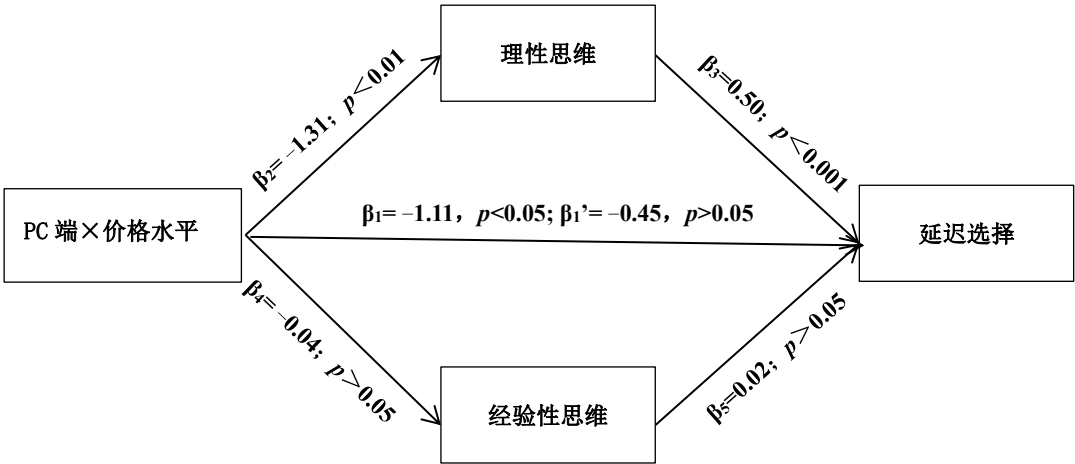 理性思维
β2= −1.31；p＜0.01
β3=0.50；p＜0.001
PC 端×价格水平
β1= −1.11，p<0.05; β1’= −0.45，p>0.05
延迟选择
β4= −0.04；p＞0.05
β5=0.02；p＞0.05
经验性思维